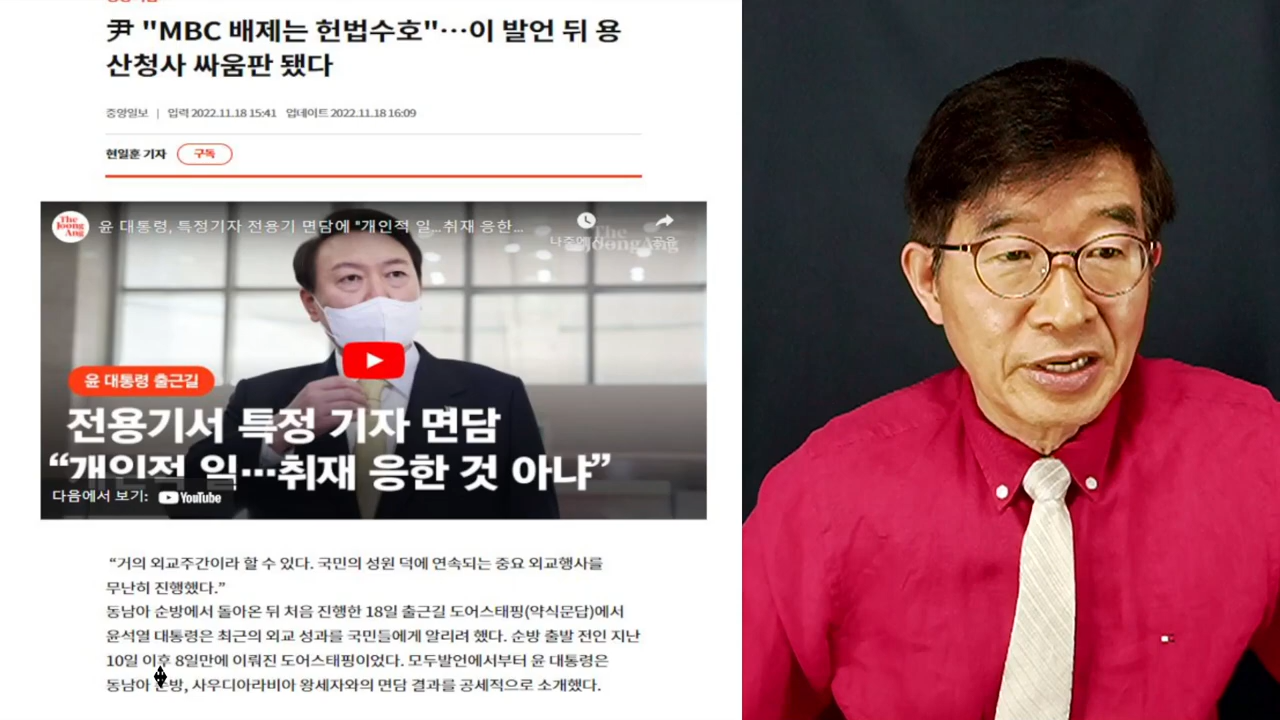 尹 "MBC 배제는 헌법수호"…이 발언 뒤 용
산청사 싸움판 됐다
중앙일보 | 입력 2022.11.18 15:41 업데이트 2022.11.18 16:09
현일훈 기자 구독
The JoongAng
윤 대통령, 특정기자 전용기 면담에 "개인적 일...취재 응한...
The JoongAng
윤 대통령 출근길
전용기서 특정 기자 면담
“개인적 일…취재 응한 것 아냐”
다음에서 보기: YouTube
“거의 외교주간이라 할 수 있다. 국민의 성원 덕에 연속되는 중요 외교행사를
무난히 진행했다.”
동남아 순방에서 돌아온 뒤 처음 진행한 18일 출근길 도어스태핑(약식문답)에서
윤석열 대통령은 최근의 외교 성과를 국민들에게 알리려 했다. 순방 출발 전인 지난
10일 이후 8일만에 이뤄진 도어스태핑이었다. 모두발언에서부터 윤 대통령은
동남아 순방, 사우디아라비아 왕세자와의 면담 결과를 공세적으로 소개했다.